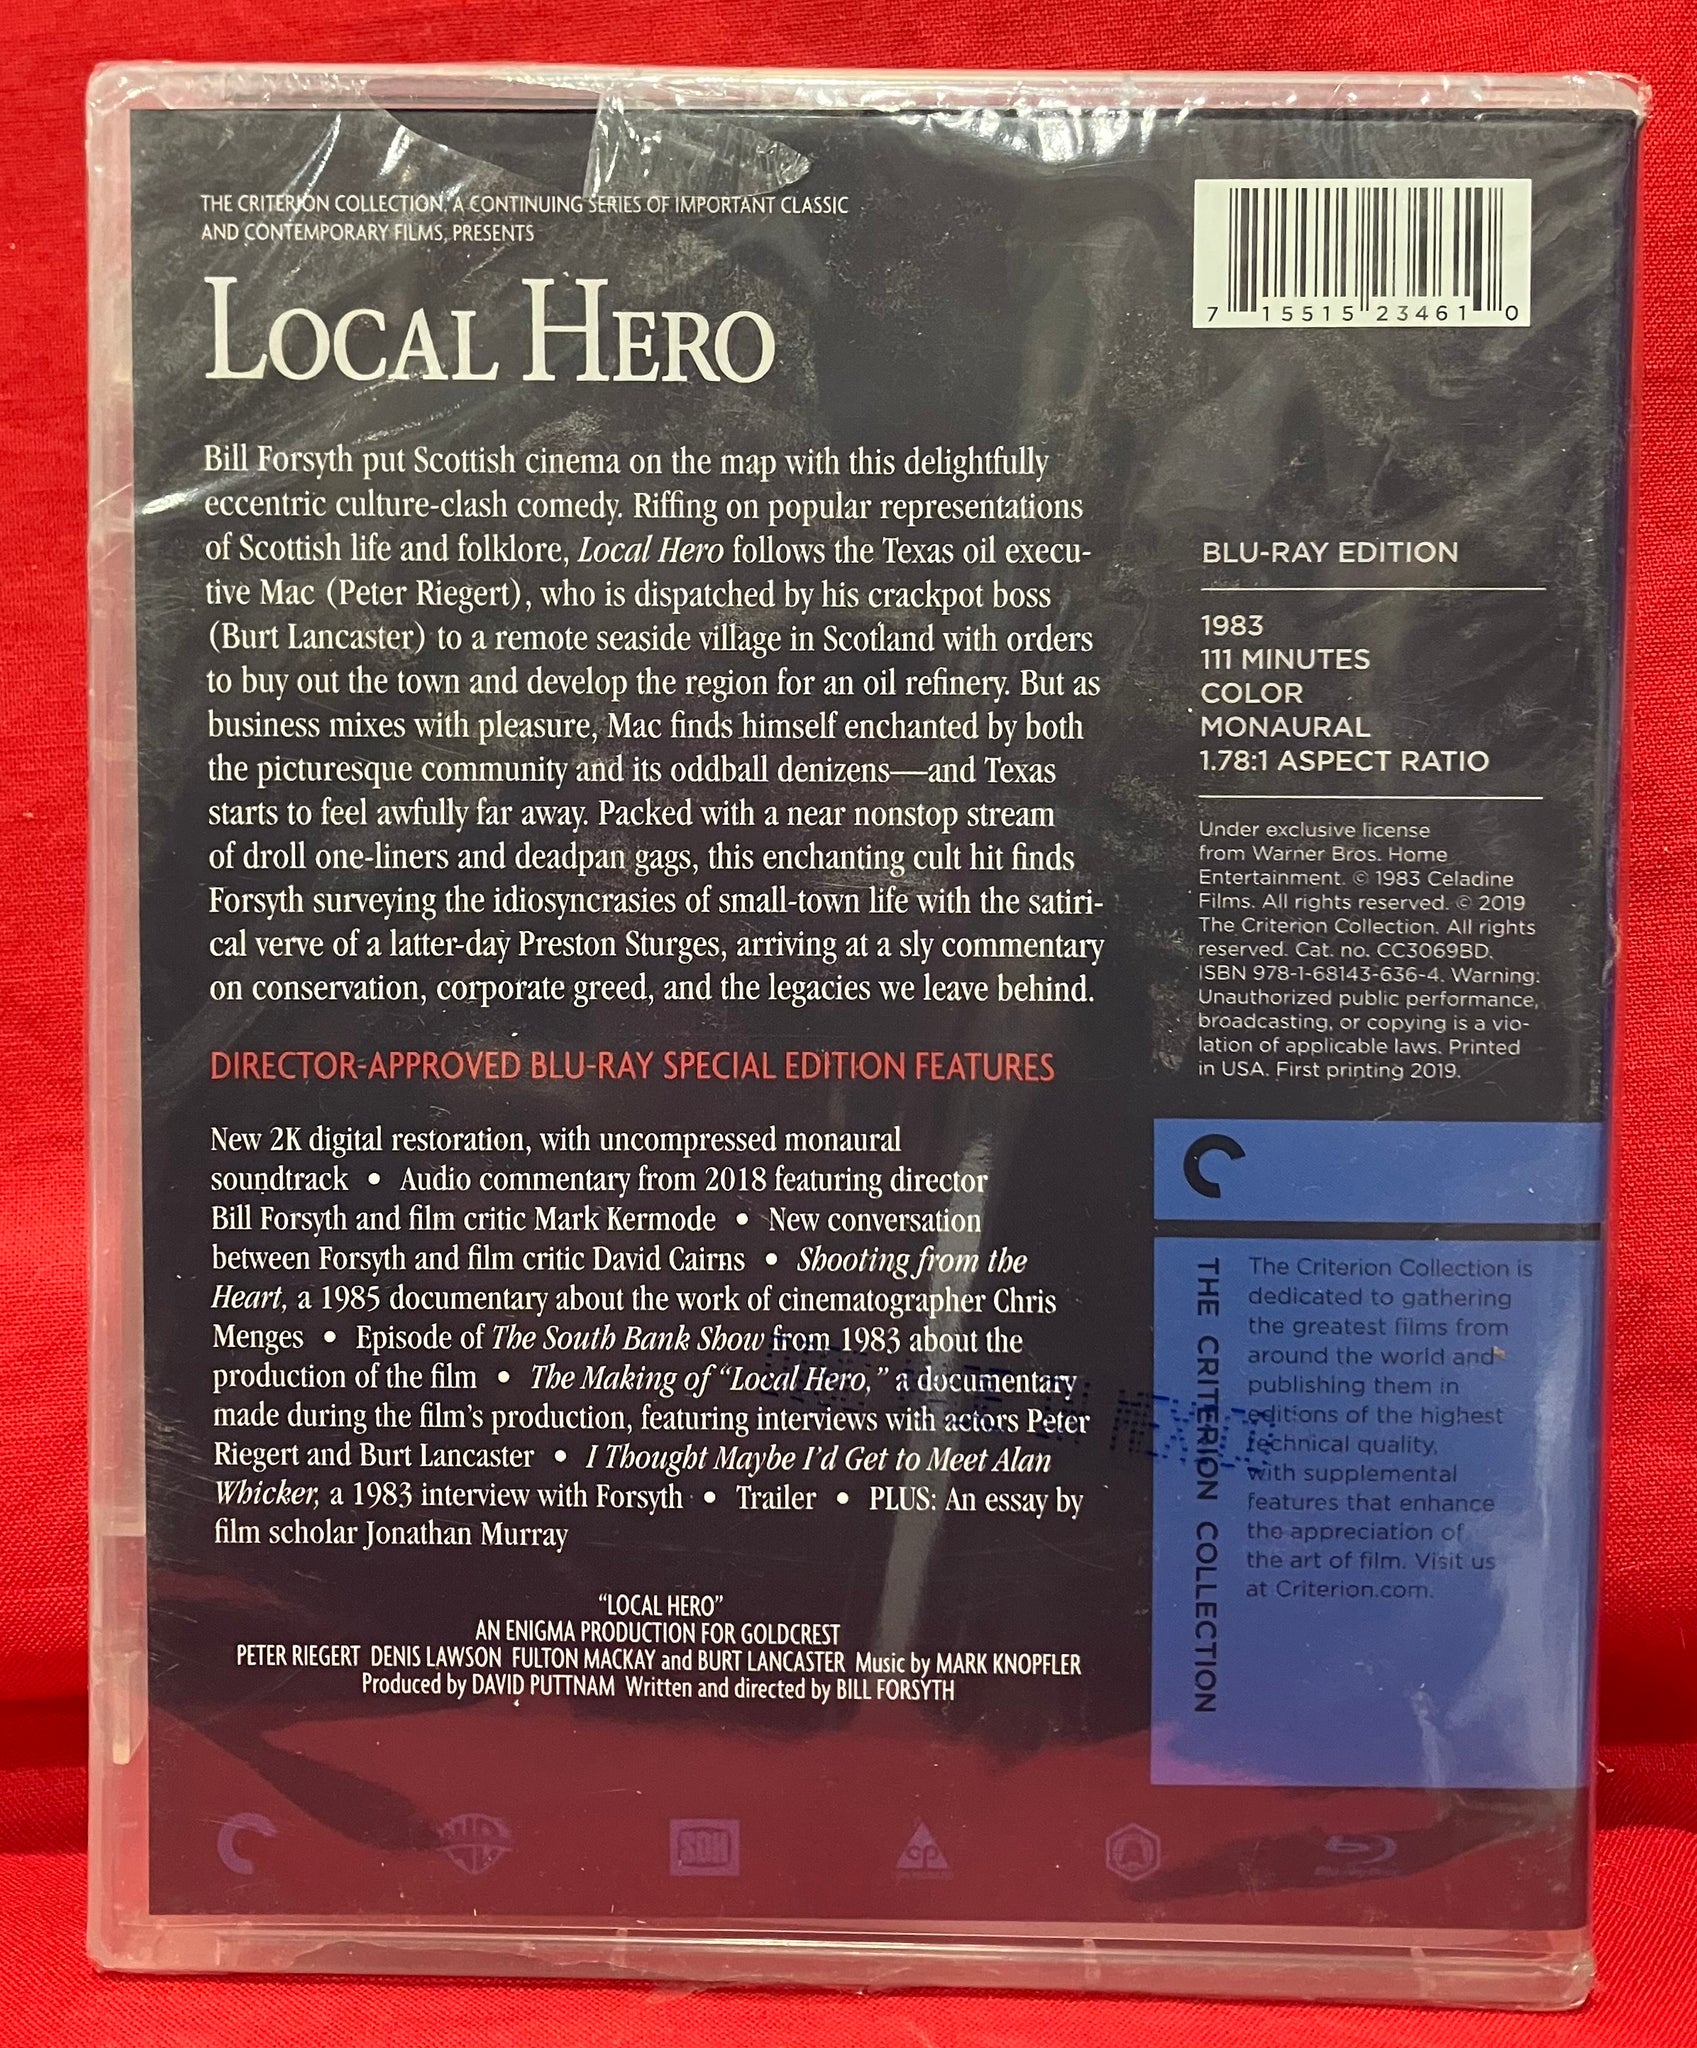 THE CRITERION COLLECTION, A CONTINUING SERIES OF IMPORTANT CLASSIC
AND CONTEMPORARY FILMS, PRESENTS
LOCAL HERO
Bill Forsyth put Scottish cinema on the map with this delightfully
eccentric culture-clash comedy. Riffing on popular representations
of Scottish life and folklore, Local Hero follows the Texas oil execu-
tive Mac (Peter Riegert), who is dispatched by his crackpot boss
(Burt Lancaster) to a remote seaside village in Scotland with orders
to buy out the town and develop the region for an oil refinery. But as
business mixes with pleasure, Mac finds himself enchanted by both
the picturesque community and its oddball denizens—and Texas
starts to feel awfully far away. Packed with a near nonstop stream
of droll one-liners and deadpan gags, this enchanting cult hit finds
Forsyth surveying the idiosyncrasies of small-town life with the satiri-
cal verve of a latter-day Preston Sturges, arriving at a sly commentary
on conservation, corporate greed, and the legacies we leave behind.
DIRECTOR-APPROVED BLU-RAY SPECIAL EDITION FEATURES
New 2K digital restoration, with uncompressed monaural
soundtrack • Audio commentary from 2018 featuring director
Bill Forsyth and film critic Mark Kermode • New conversation
between Forsyth and film critic David Cairns • Shooting from the
Heart, a 1985 documentary about the work of cinematographer Chris
Menges • Episode of The South Bank Show from 1983 about the
production of the film • The Making of “Local Hero,” a documentary
made during the film’s production, featuring interviews with actors Peter
Riegert and Burt Lancaster • I Thought Maybe I’d Get to Meet Alan
Whicker, a 1983 interview with Forsyth • Trailer • PLUS: An essay by
film scholar Jonathan Murray
“LOCAL HERO”
AN ENIGMA PRODUCTION FOR GOLDCREST
PETER RIEGERT DENIS LAWSON FULTON MACKAY and BURT LANCASTER Music by MARK KNOPFLER
Produced by DAVID PUTTNAM Written and directed by BILL FORSYTH
7 15515 23461 0
BLU-RAY EDITION
1983
111 MINUTES
COLOR
MONAURAL
1.78:1 ASPECT RATIO
Under exclusive license
from Warner Bros. Home
Entertainment. © 1983 Celadine
Films. All rights reserved. © 2019
The Criterion Collection. All rights
reserved. Cat. no. CC3069BD.
ISBN 978-1-68143-636-4. Warning:
Unauthorized public performance,
broadcasting, or copying is a vio-
lation of applicable laws. Printed
in USA. First printing 2019.
THE CRITERION COLLECTION
The Criterion Collection is
dedicated to gathering
the greatest films from
around the world and
publishing them in
editions of the highest
technical quality,
with supplemental
features that enhance
the appreciation of
the art of film. Visit us
at Criterion.com.
SDH